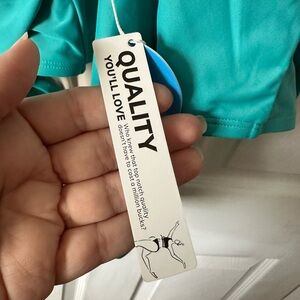 QUALITY
YOU'LL LOVE
Who knew that top notch quality
doesn't have to cost a million bucks?